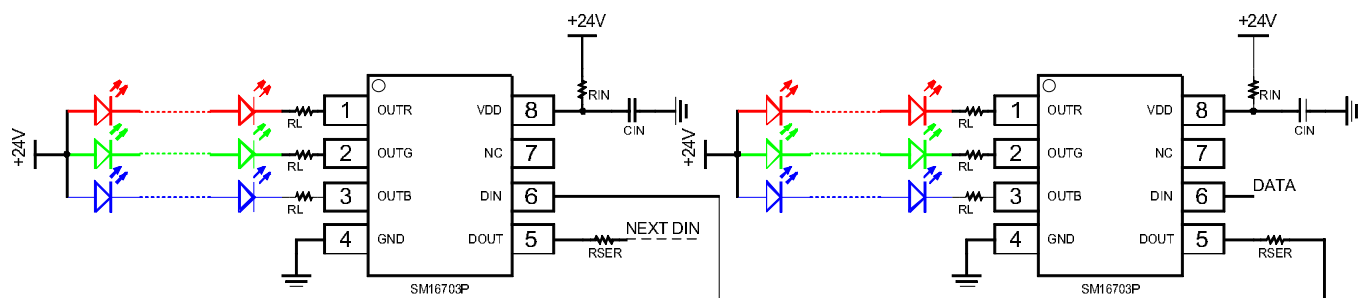 +24V
+24V
RL
RL
RL
1
2
3
4
OUTR
OUTG
OUTB
GND
VDD
NC
DIN
DOUT
8
7
6
5
SM16703P
+24V
RIN
CIN
NEXT DIN
RSER
+24V
RL
RL
RL
1
2
3
4
OUTR
OUTG
OUTB
GND
VDD
NC
DIN
DOUT
8
7
6
5
SM16703P
RIN
CIN
DATA
RSER